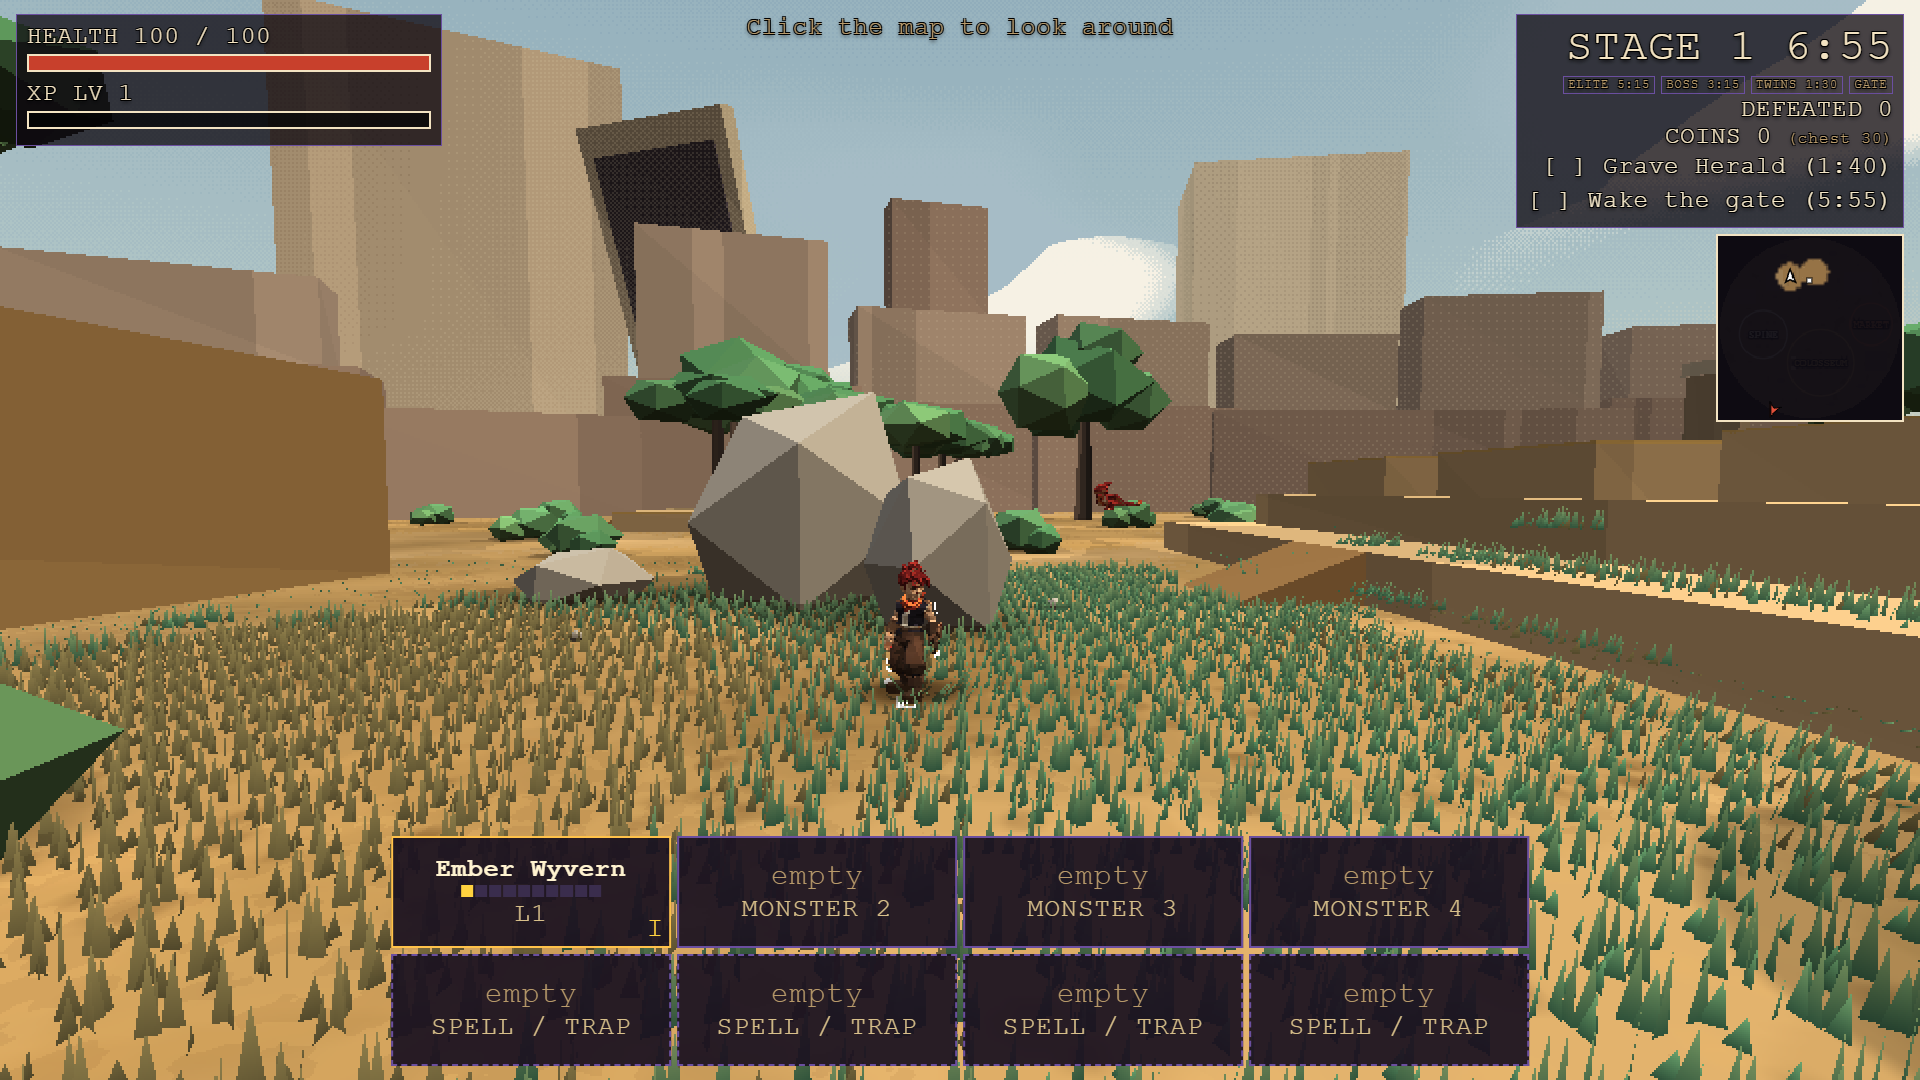 HEALTH 100 / 100
XP LV 1
Click the map to look around
STAGE 1 6:55
ELITE 5:15 BOSS 3:15 TWINS 1:30 GATE
DEFEATED 0
COINS 0 (chest 30)
[ ] Grave Herald (1:40)
[ ] Wake the gate (5:55)
Ember Wyvern
L1
I
empty
MONSTER 2
empty
MONSTER 3
empty
MONSTER 4
empty
SPELL / TRAP
empty
SPELL / TRAP
empty
SPELL / TRAP
empty
SPELL / TRAP